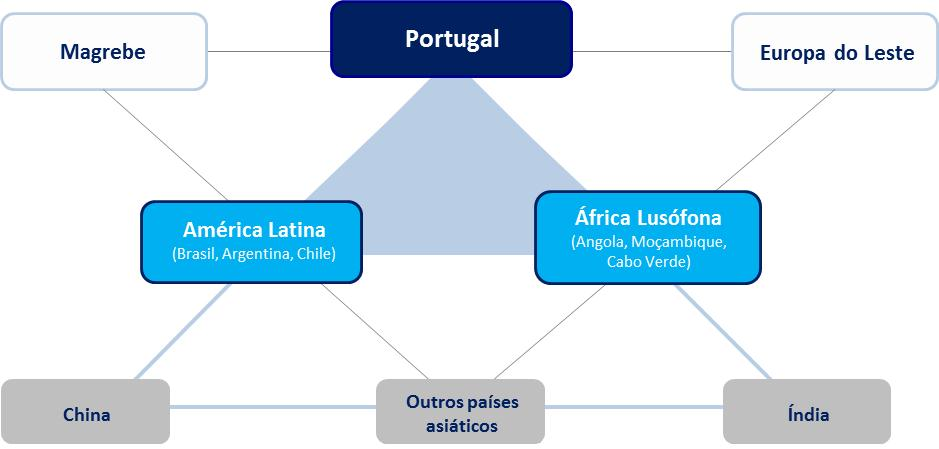 Magrebe
Portugal
Europa do Leste
América Latina
(Brasil, Argentina, Chile)
África Lusófona
(Angola, Moçambique,
Cabo Verde)
China
Outros países
asiáticos
Índia